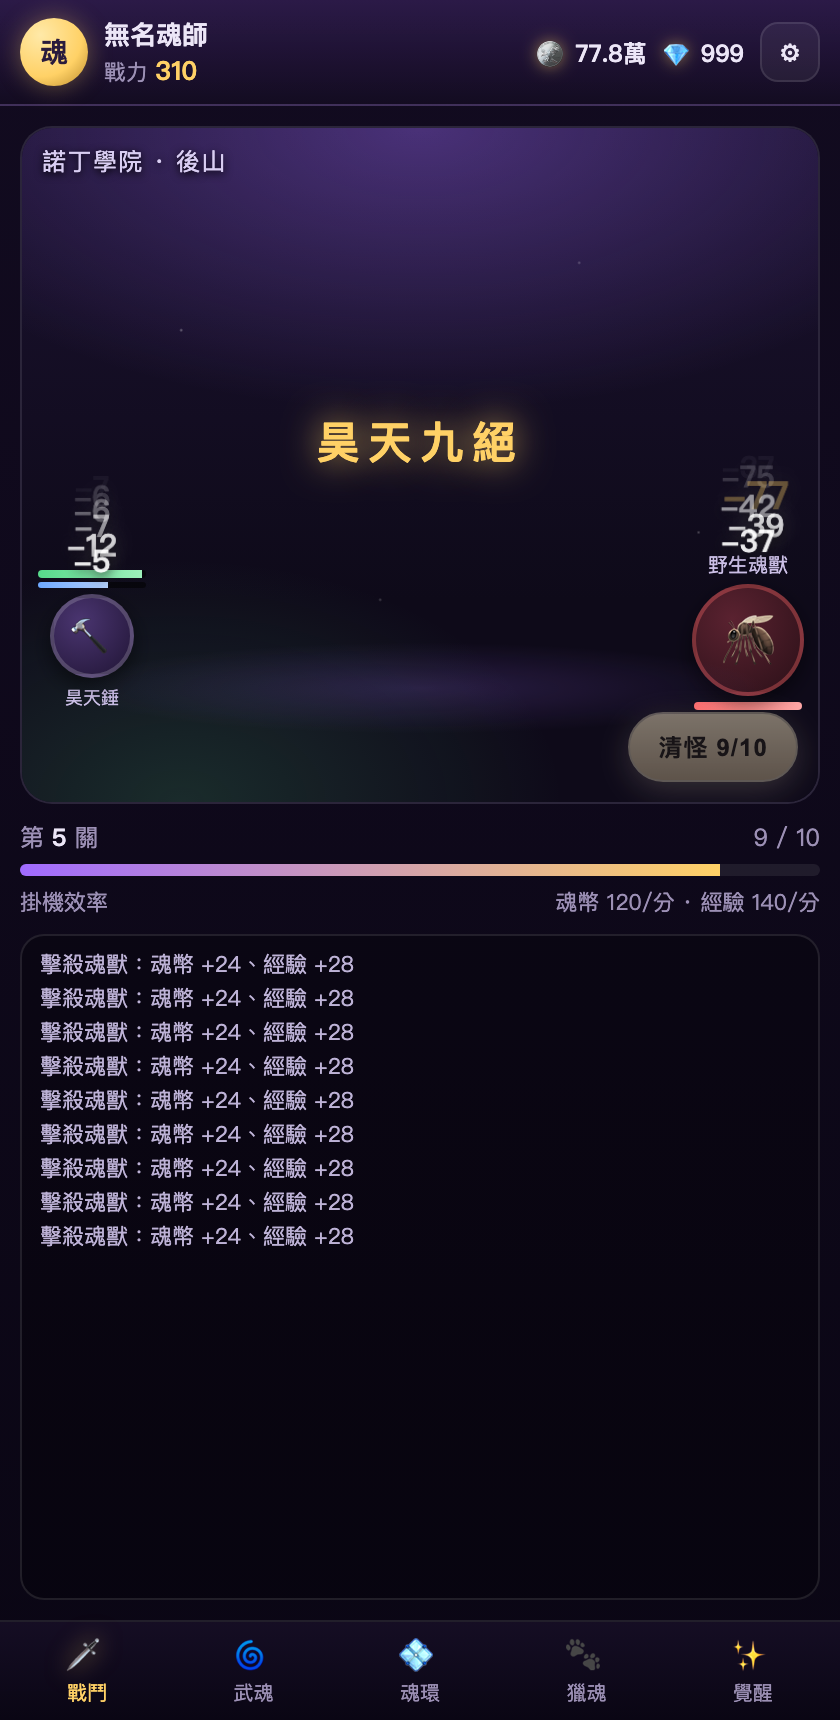 魂
無名魂師
戰力 310
77.8萬
999
諾丁學院 · 後山
昊天九絕
-6
-6
-7
-12
-5
-75
-77
-42
-39
-37
野生魂獸
昊天錘
清怪 9/10
第 5 關
9 / 10
掛機效率
魂幣 120/分 · 經驗 140/分
擊殺魂獸：魂幣 +24、經驗 +28
擊殺魂獸：魂幣 +24、經驗 +28
擊殺魂獸：魂幣 +24、經驗 +28
擊殺魂獸：魂幣 +24、經驗 +28
擊殺魂獸：魂幣 +24、經驗 +28
擊殺魂獸：魂幣 +24、經驗 +28
擊殺魂獸：魂幣 +24、經驗 +28
擊殺魂獸：魂幣 +24、經驗 +28
擊殺魂獸：魂幣 +24、經驗 +28
戰鬥
武魂
魂環
獵魂
覺醒